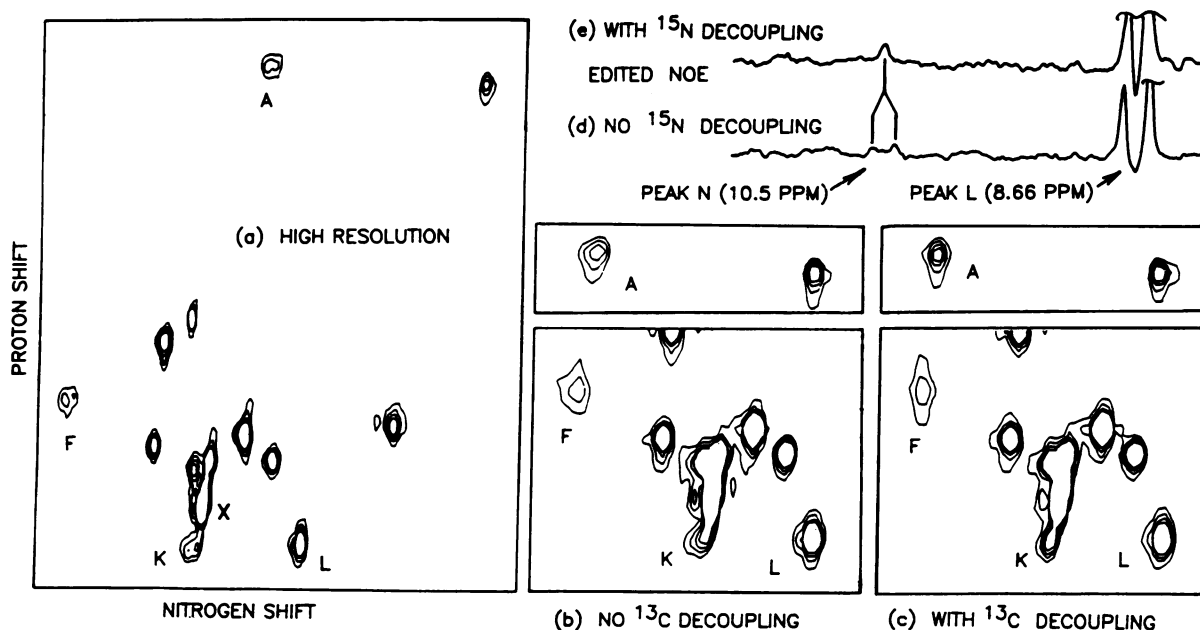 (e) WITH ¹⁵N DECOUPLING
EDITED NOE
(d) NO ¹⁵N DECOUPLING
PEAK N (10.5 PPM)
PEAK L (8.66 PPM)
A
(a) HIGH RESOLUTION
PROTON SHIFT
F
X
K
L
NITROGEN SHIFT
A
F
K
L
(b) NO ¹³C DECOUPLING
A
F
K
L
(c) WITH ¹³C DECOUPLING